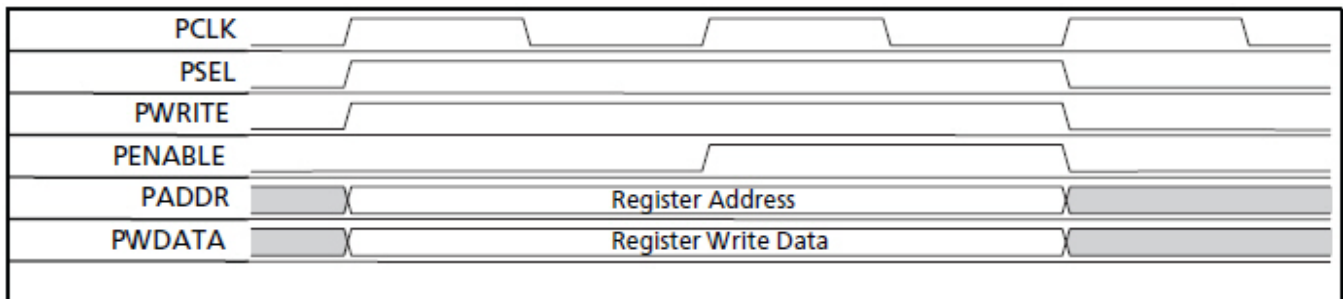 PCLK
PSEL
PWRITE
PENABLE
PADDR Register Address
PWDATA Register Write Data